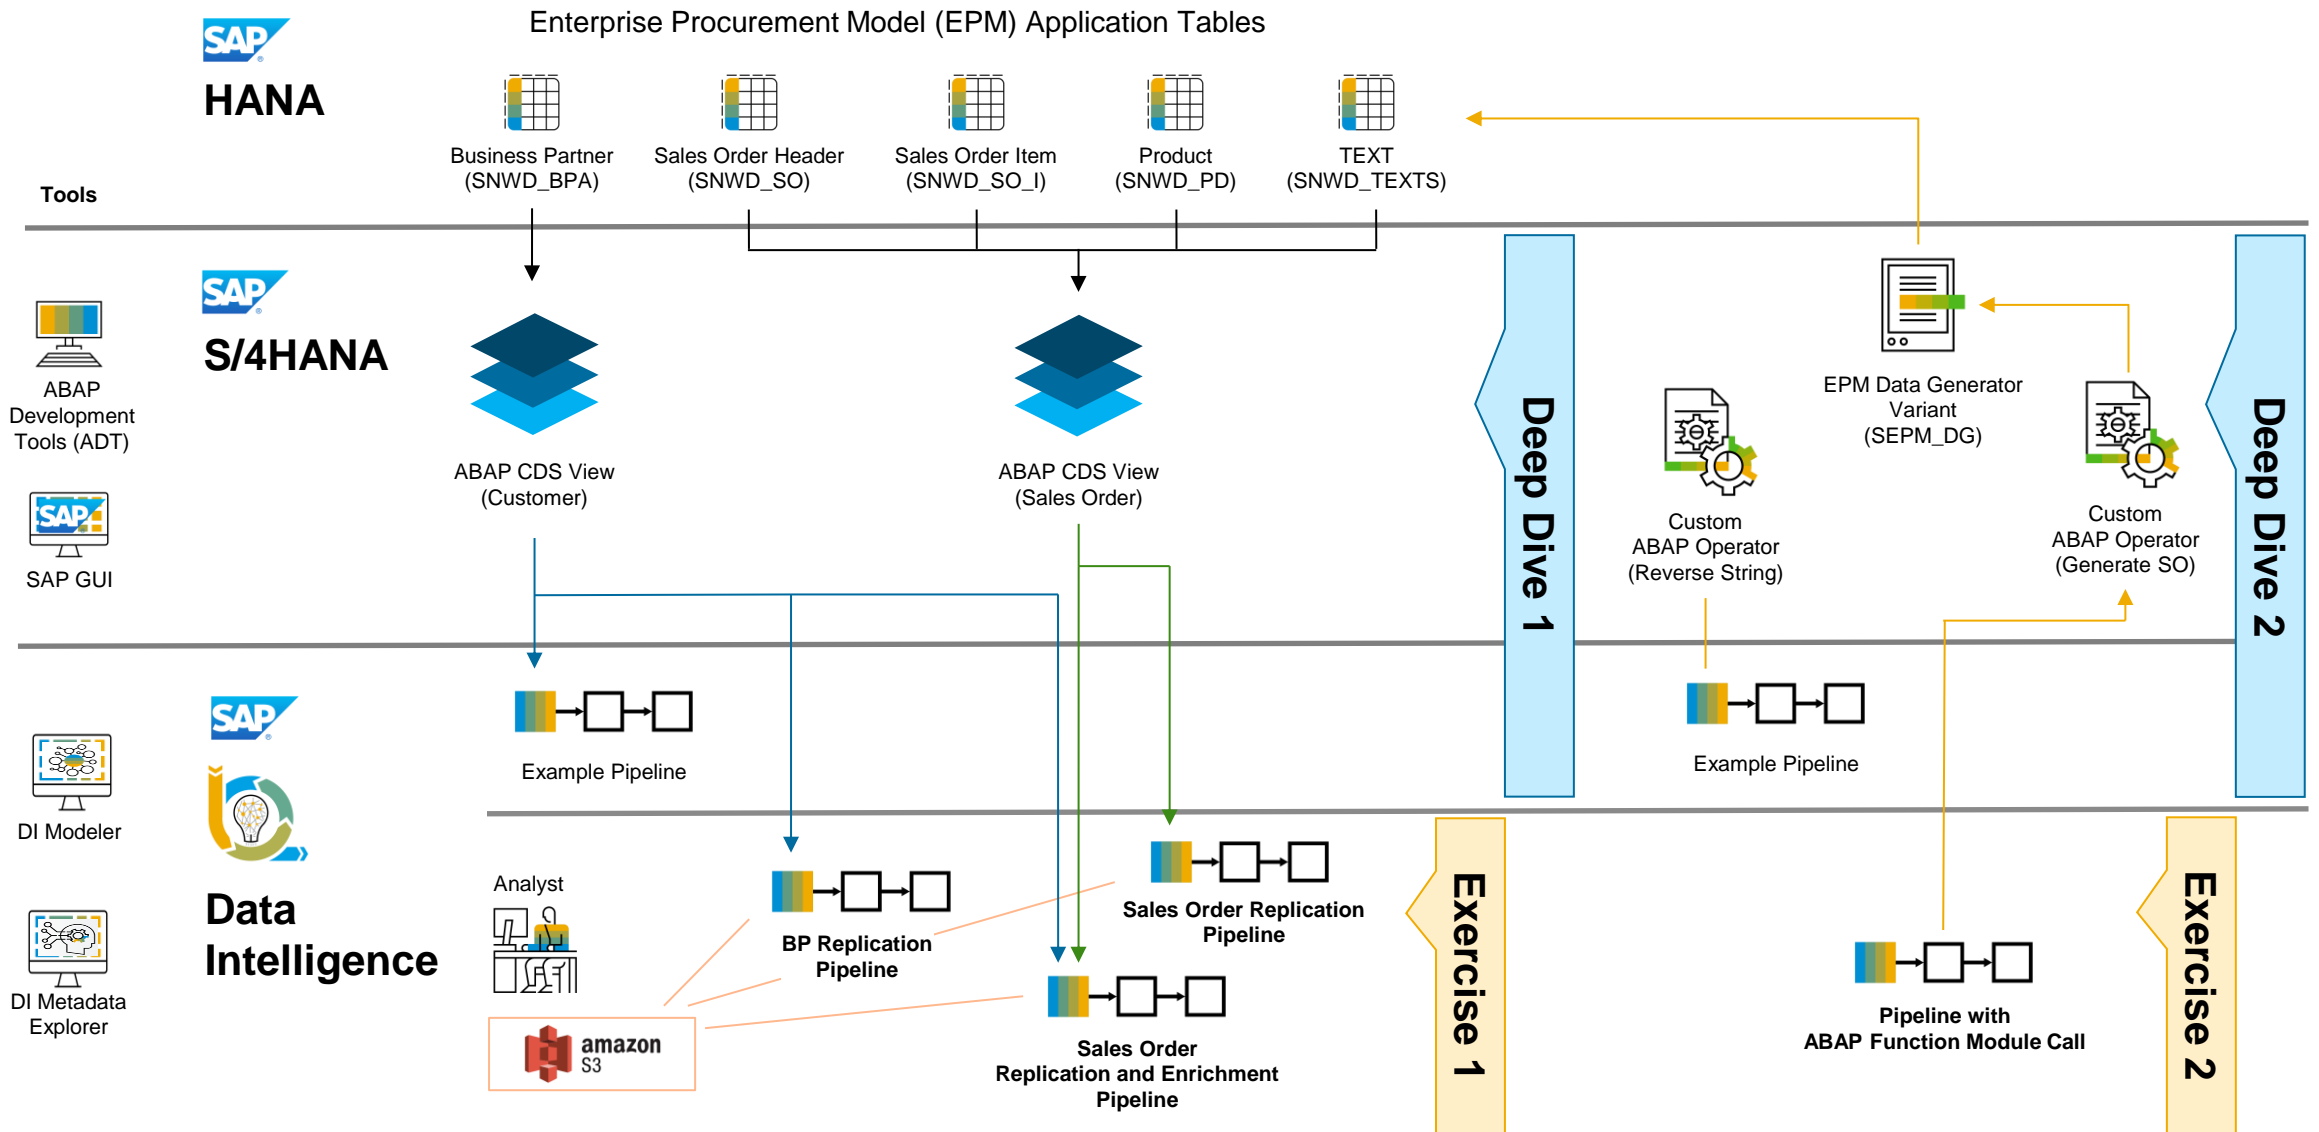 Enterprise Procurement Model (EPM) Application Tables
SAP
HANA
Business Partner
(SNWD_BPA)
Sales Order Header
(SNWD_SO)
Sales Order Item
(SNWD_SO_I)
Product
(SNWD_PD)
TEXT
(SNWD_TEXTS)
Tools
SAP
S/4HANA
ABAP
Development
Tools (ADT)
SAP
SAP GUI
ABAP CDS View
(Customer)
ABAP CDS View
(Sales Order)
Deep Dive 1
Custom
ABAP Operator
(Reverse String)
EPM Data Generator
Variant
(SEPM_DG)
Custom
ABAP Operator
(Generate SO)
Deep Dive 2
SAP
Data
Intelligence
DI Modeler
DI Metadata
Explorer
Example Pipeline
Example Pipeline
Analyst
BP Replication
Pipeline
Sales Order Replication
Pipeline
Sales Order
Replication and Enrichment
Pipeline
amazon
S3
Exercise 1
Pipeline with
ABAP Function Module Call
Exercise 2